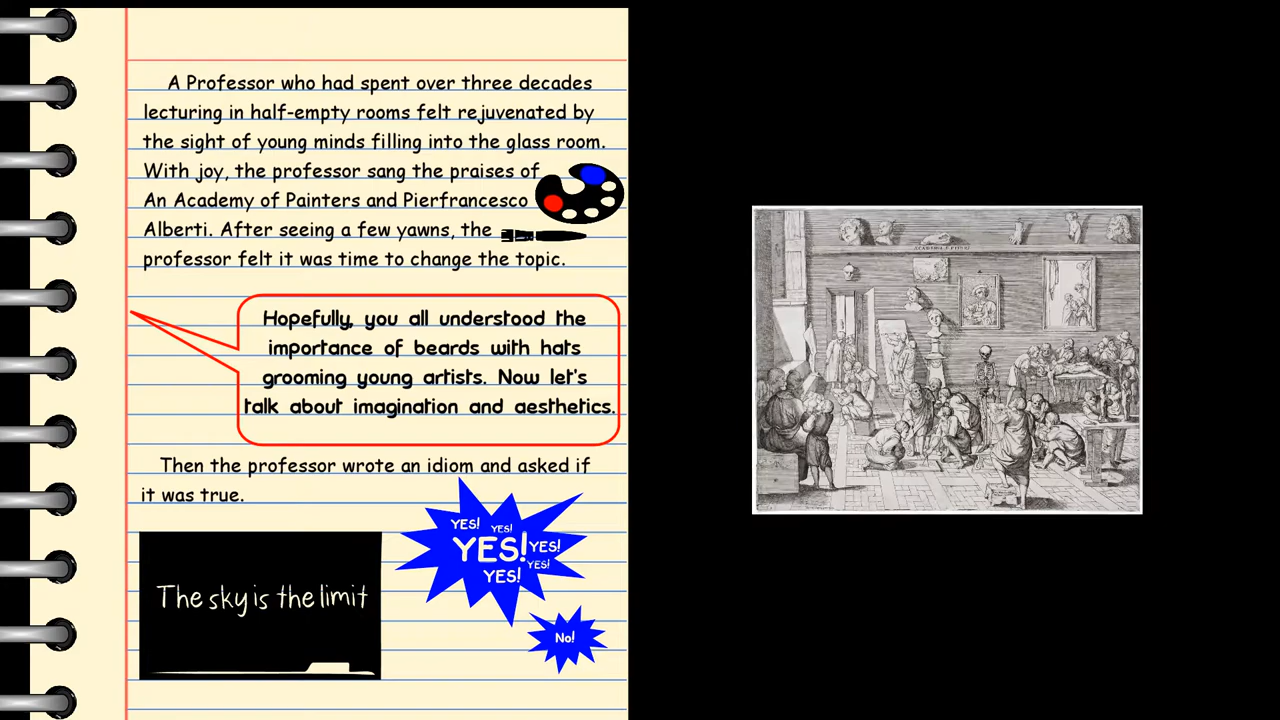 A Professor who had spent over three decades
lecturing in half-empty rooms felt rejuvenated by
the sight of young minds filling into the glass room.
With joy, the professor sang the praises of
An Academy of Painters and Pierfrancesco
Alberti. After seeing a few yawns, the
professor felt it was time to change the topic.
Hopefully, you all understood the
importance of beards with hats
grooming young artists. Now let's
talk about imagination and aesthetics.
Then the professor wrote an idiom and asked if
it was true.
The sky is the limit
YES! YES!
YES! YES!
YES!
YES!
No!